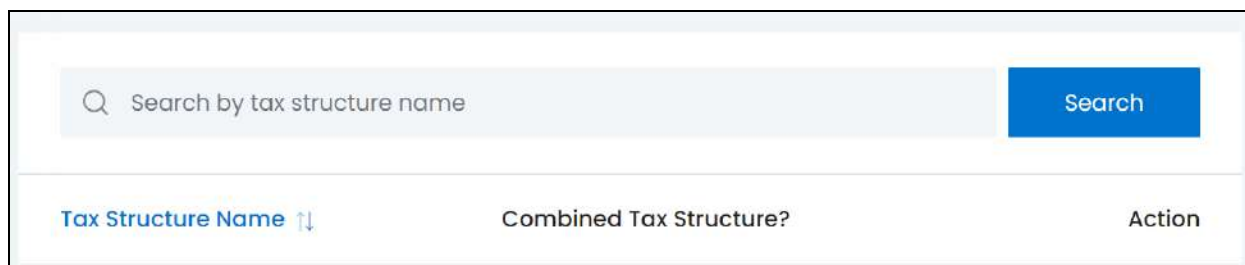 Search by tax structure name
Search
Tax Structure Name ↑↓
Combined Tax Structure?
Action